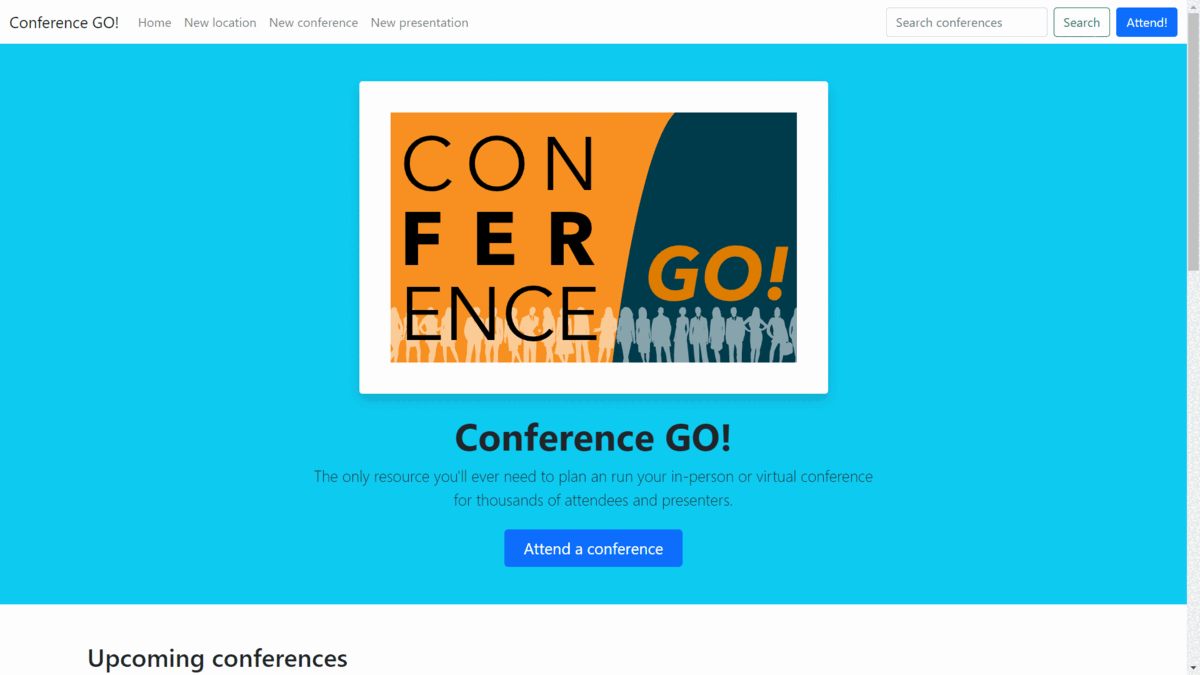 Conference GO! Home New location New conference New presentation Search conferences Search Attend!
CON
FER
ENCE
GO!
Conference GO!
The only resource you'll ever need to plan an run your in-person or virtual conference
for thousands of attendees and presenters.
Attend a conference
Upcoming conferences